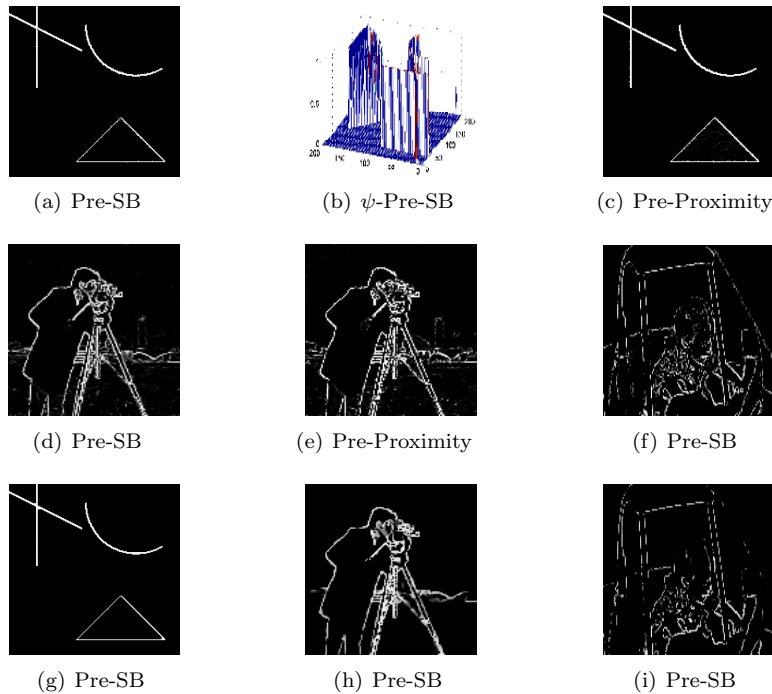 (a) Pre-SB
(b) ψ-Pre-SB
(c) Pre-Proximity
(d) Pre-SB
(e) Pre-Proximity
(f) Pre-SB
(g) Pre-SB
(h) Pre-SB
(i) Pre-SB